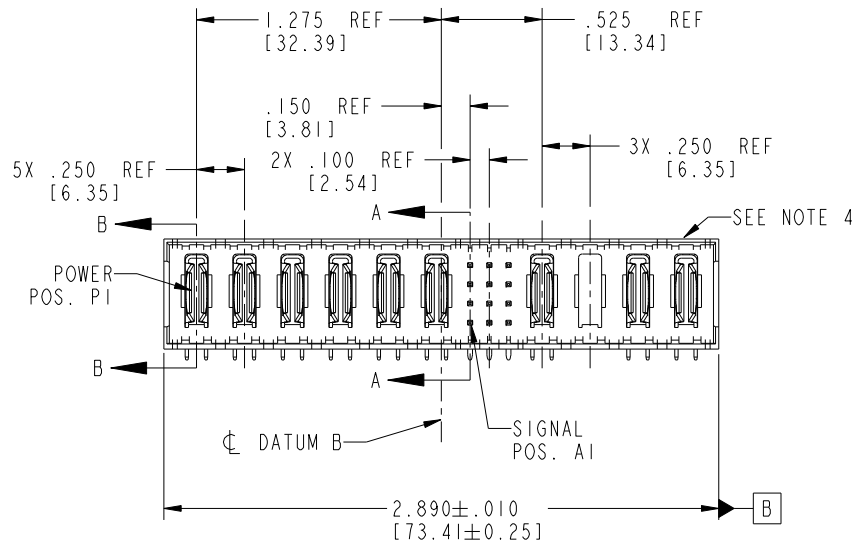 1.275 REF
[32.39]
.525 REF
[13.34]
.150 REF
[3.81]
5X .250 REF
[6.35]
2X .100 REF
[2.54]
3X .250 REF
[6.35]
B
A
SEE NOTE 4
POWER
POS. P1
B
A
℄ DATUM B
SIGNAL
POS. A1
2.890±.010
[73.41±0.25]
B